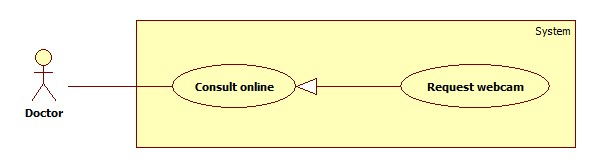 System
Consult online
Request webcam
Doctor